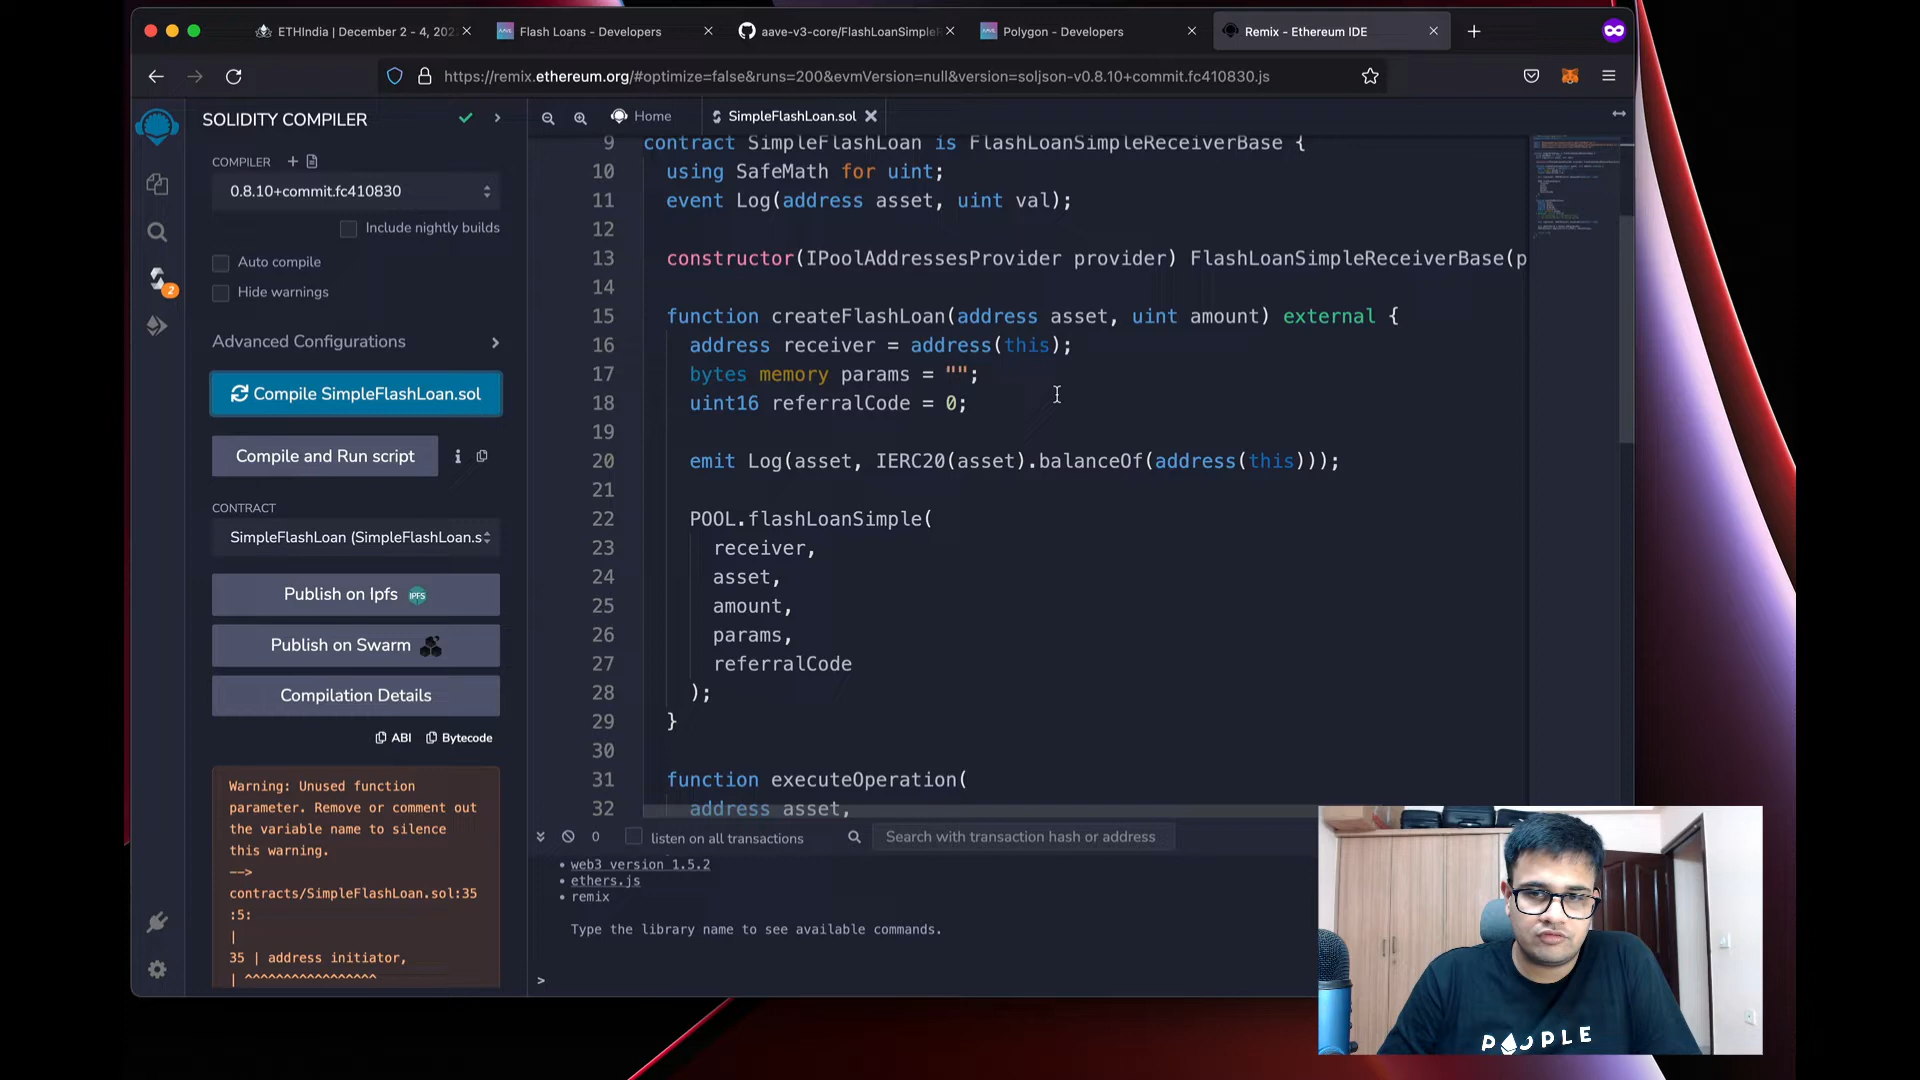 ETHIndia | December 2 - 4, 202
Flash Loans - Developers
aave-v3-core/FlashLoanSimple
Polygon - Developers
Remix - Ethereum IDE
https://remix.ethereum.org/#optimize=false&runs=200&evmVersion=null&version=soljson-v0.8.10+commit.fc410830.js
SOLIDITY COMPILER
COMPILER
0.8.10+commit.fc410830
Include nightly builds
Auto compile
Hide warnings
2
Advanced Configurations
Compile SimpleFlashLoan.sol
Compile and Run script
CONTRACT
SimpleFlashLoan (SimpleFlashLoan.s
Publish on Ipfs IPFS
Publish on Swarm
Compilation Details
ABI Bytecode
Warning: Unused function
parameter. Remove or comment out
the variable name to silence
this warning.
-->
contracts/SimpleFlashLoan.sol:35
:5:
|
35 | address initiator,
| ^^^^^^^^^^^^^^^^^
Home
SimpleFlashLoan.sol
9 contract SimpleFlashLoan is FlashLoanSimpleReceiverBase {
10 using SafeMath for uint;
11 event Log(address asset, uint val);
12
13 constructor(IPoolAddressesProvider provider) FlashLoanSimpleReceiverBase(p
14
15 function createFlashLoan(address asset, uint amount) external {
16 address receiver = address(this);
17 bytes memory params = "";
18 uint16 referralCode = 0;
19
20 emit Log(asset, IERC20(asset).balanceOf(address(this)));
21
22 POOL.flashLoanSimple(
23 receiver,
24 asset,
25 amount,
26 params,
27 referralCode
28 );
29 }
30
31 function executeOperation(
32 address asset,
0
listen on all transactions
Search with transaction hash or address
• web3 version 1.5.2
• ethers.js
• remix
Type the library name to see available commands.
>
PEOPLE